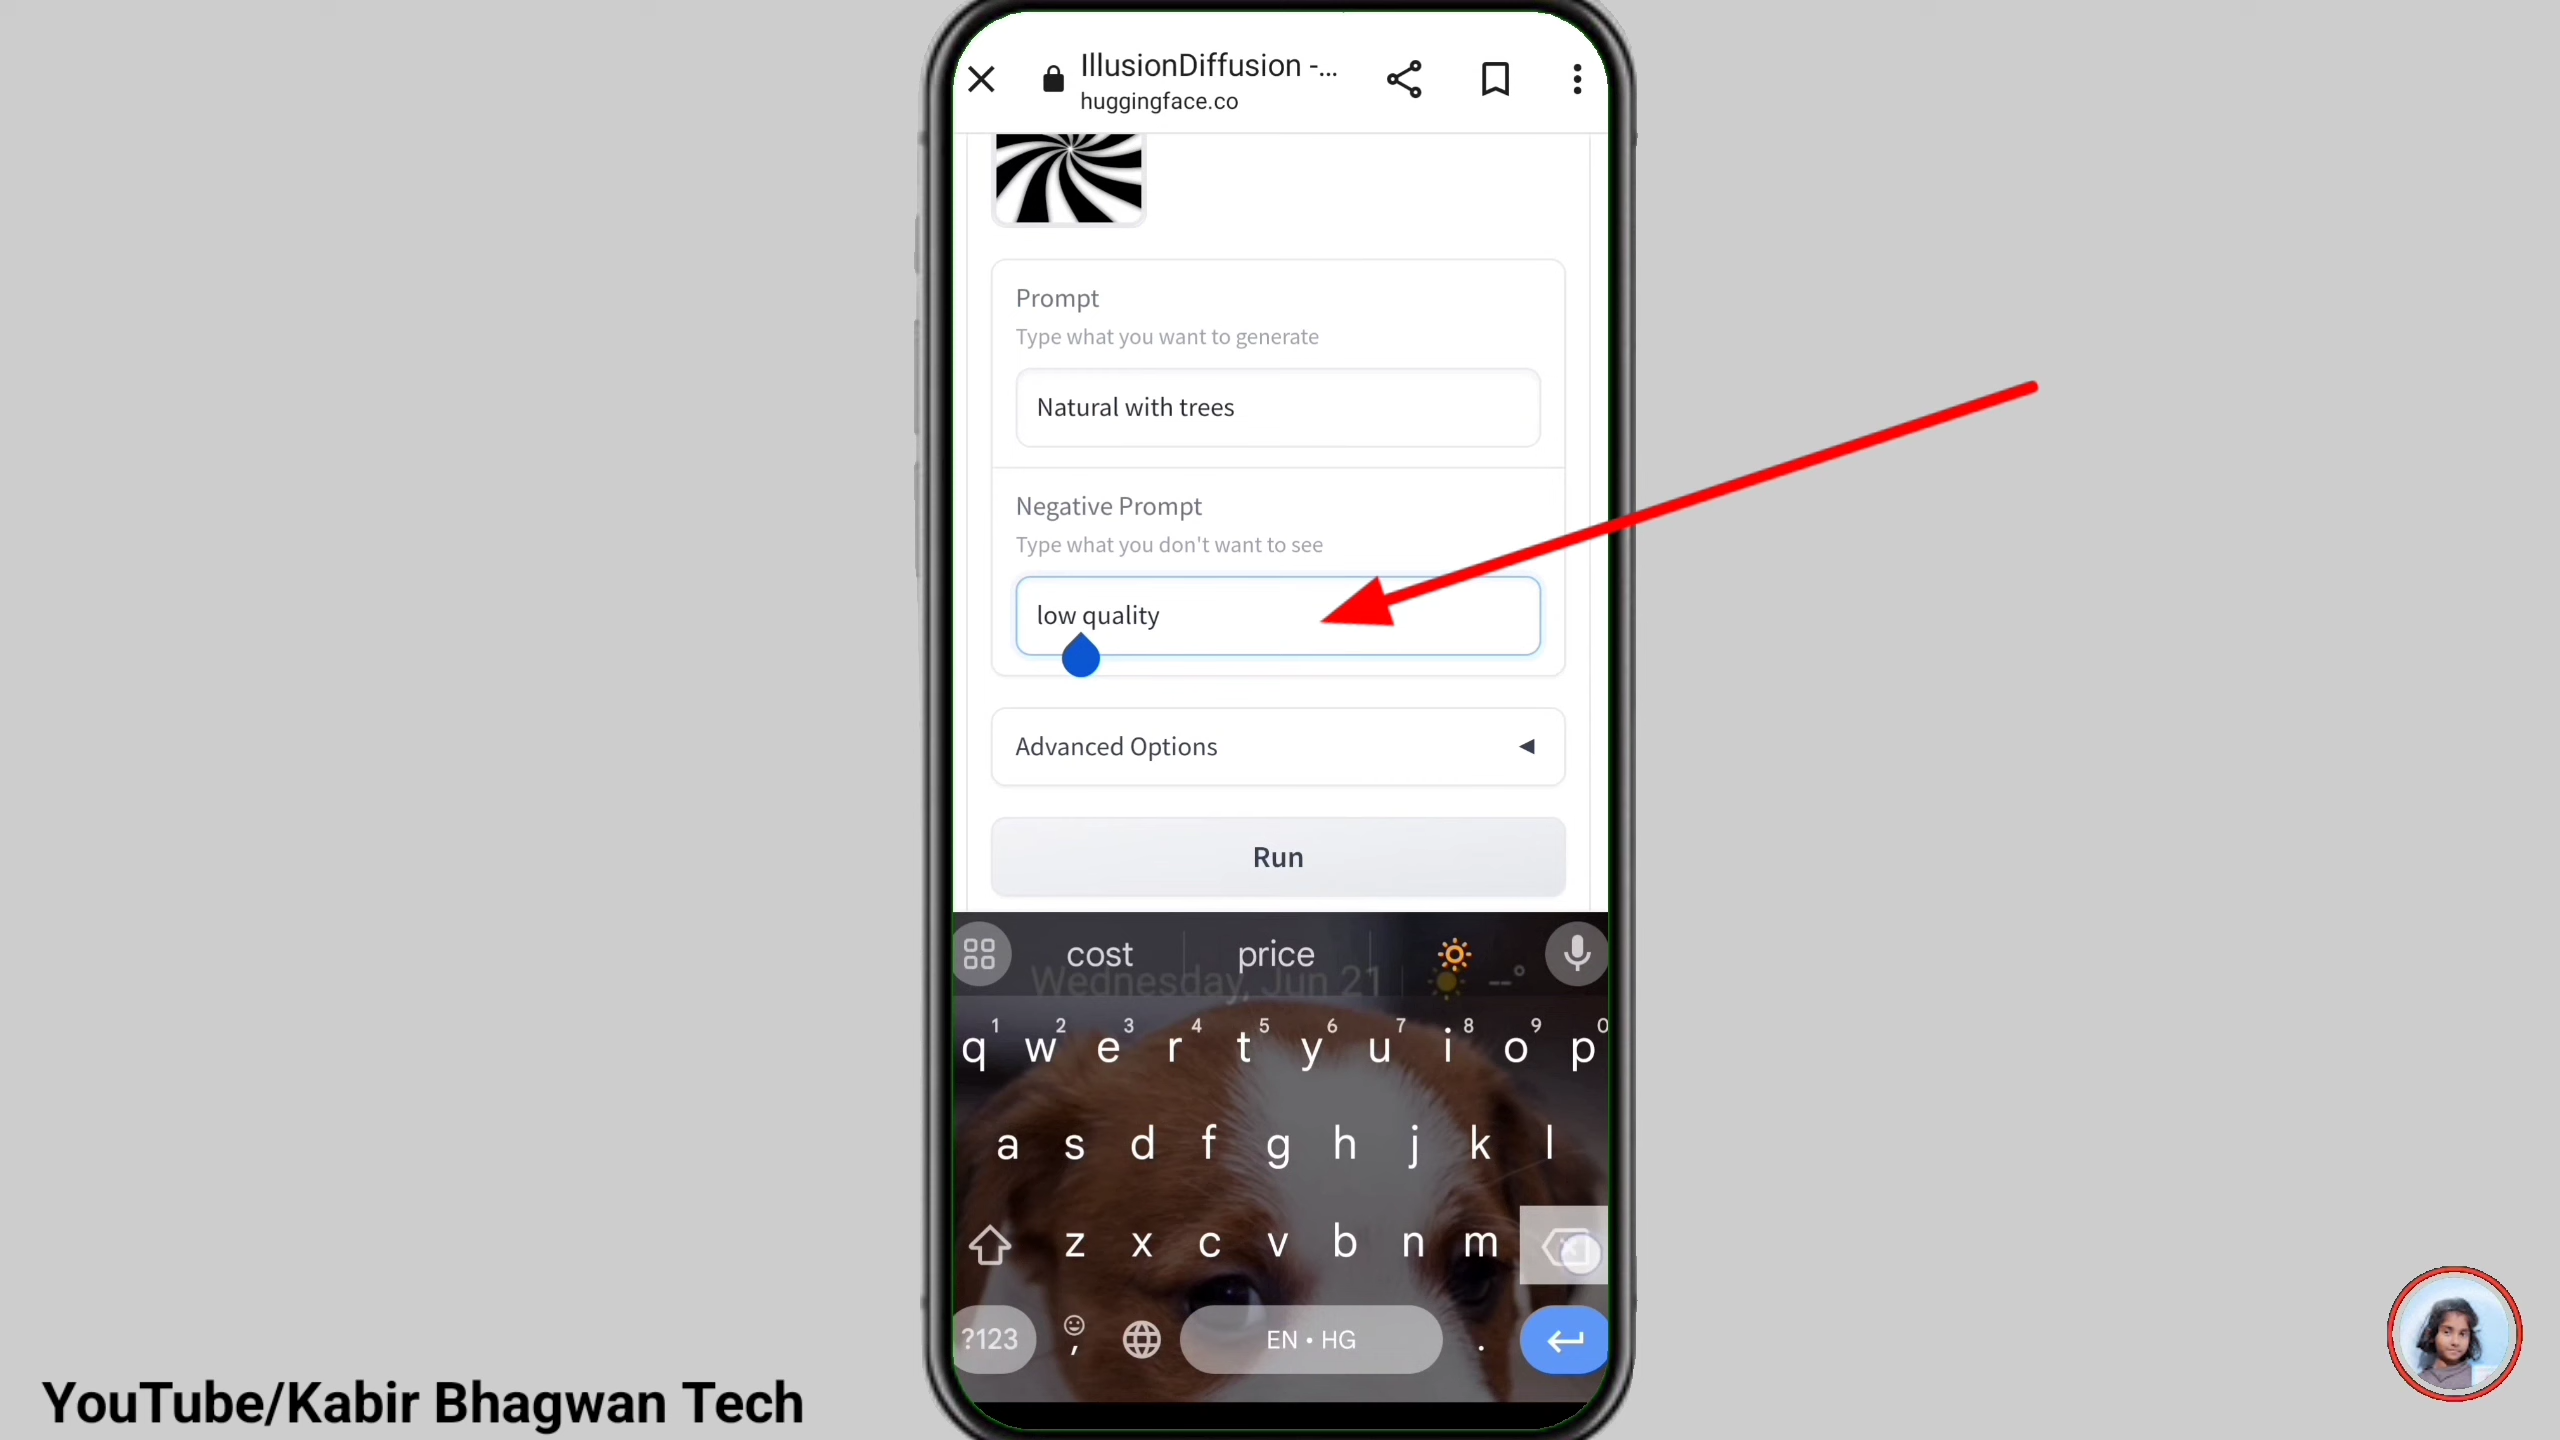 IllusionDiffusion -...
huggingface.co
Prompt
Type what you want to generate
Natural with trees
Negative Prompt
Type what you don't want to see
low quality
Advanced Options
Run
cost price
Wednesday, Jun 21 --°
1 2 3 4 5 6 7 8 9 0
q w e r t y u i o p
a s d f g h j k l
z x c v b n m
?123 , EN • HG .
YouTube/Kabir Bhagwan Tech